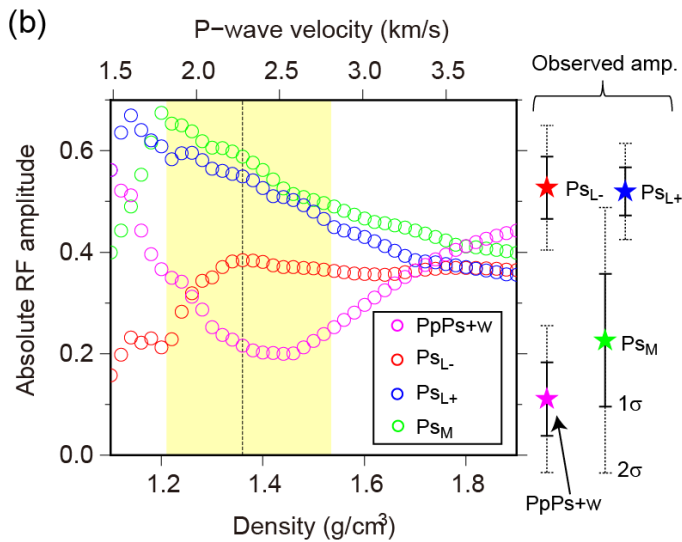 (b)
P-wave velocity (km/s)
1.5 2 2.5 3 3.5
Observed amp.
Absolute RF amplitude
0.6
0.4
0.2
0.0
PpPs+w
PsL-
PsL+
PsM
PsL-
PsL+
PsM
1σ
2σ
PpPs+w
1.2 1.4 1.6 1.8
Density (g/cm³)